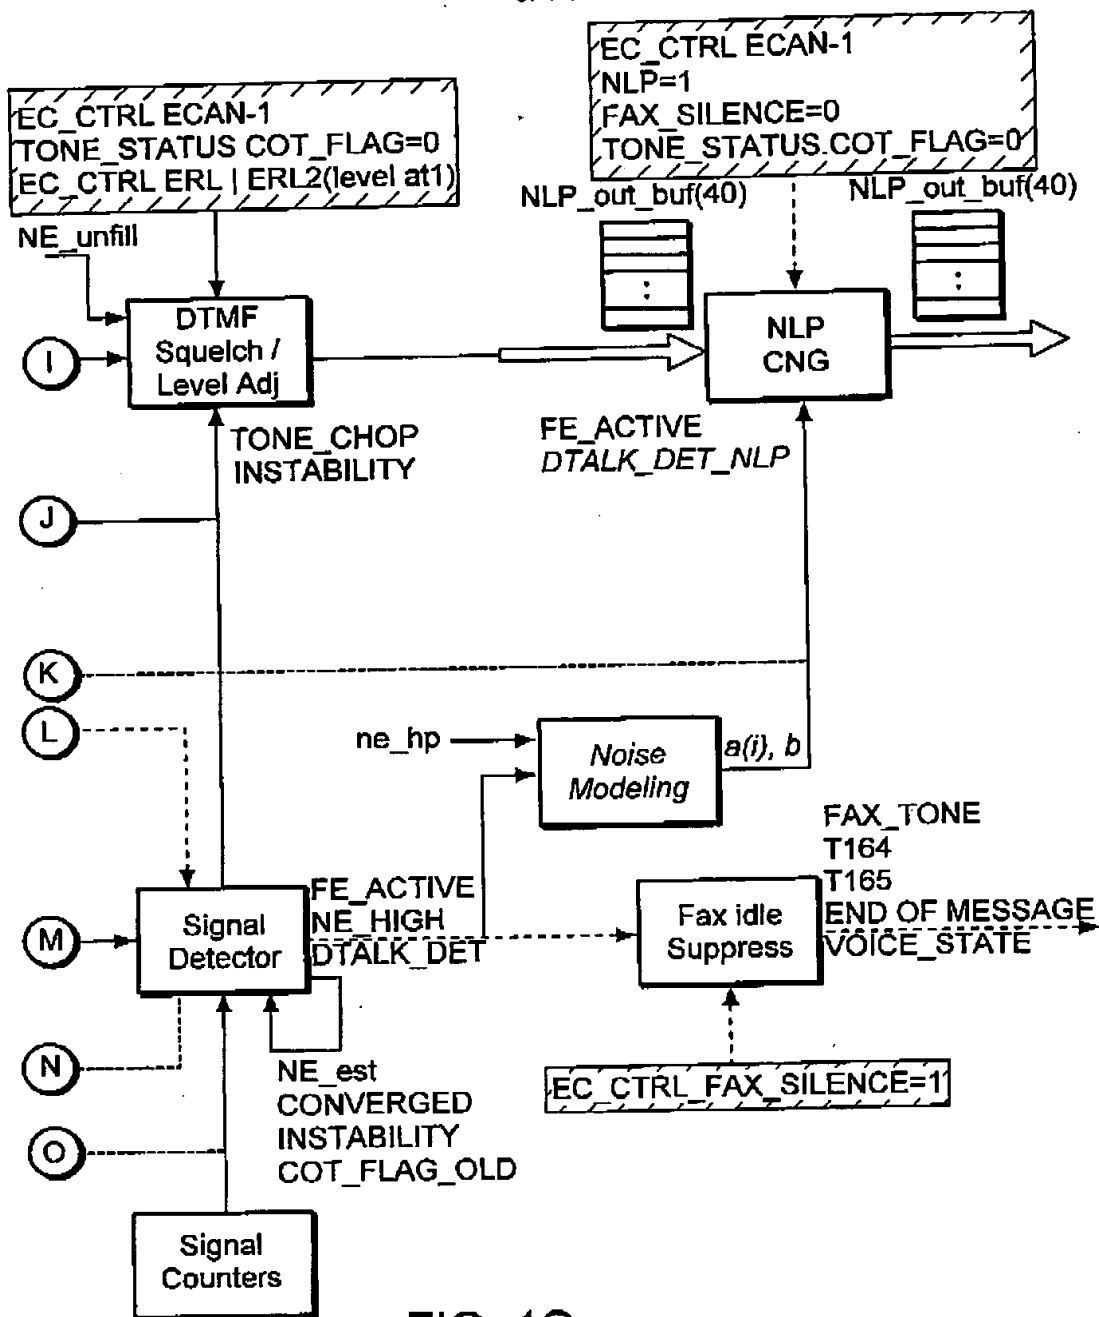 EC_CTRL ECAN-1
NLP=1
FAX_SILENCE=0
TONE_STATUS.COT_FLAG=0
EC_CTRL ECAN-1
TONE_STATUS COT_FLAG=0
EC_CTRL ERL | ERL2(level at1)
NLP_out_buf(40)
NLP_out_buf(40)
NE_unfill
I
DTMF
Squelch /
Level Adj
NLP
CNG
TONE_CHOP
INSTABILITY
FE_ACTIVE
DTALK_DET_NLP
J
K
L
ne_hp
Noise
Modeling
a(i), b
FAX_TONE
T164
T165
END OF MESSAGE
VOICE_STATE
M
Signal
Detector
FE_ACTIVE
NE_HIGH
DTALK_DET
Fax idle
Suppress
N
NE_est
CONVERGED
INSTABILITY
COT_FLAG_OLD
EC_CTRL_FAX_SILENCE=1
O
Signal
Counters